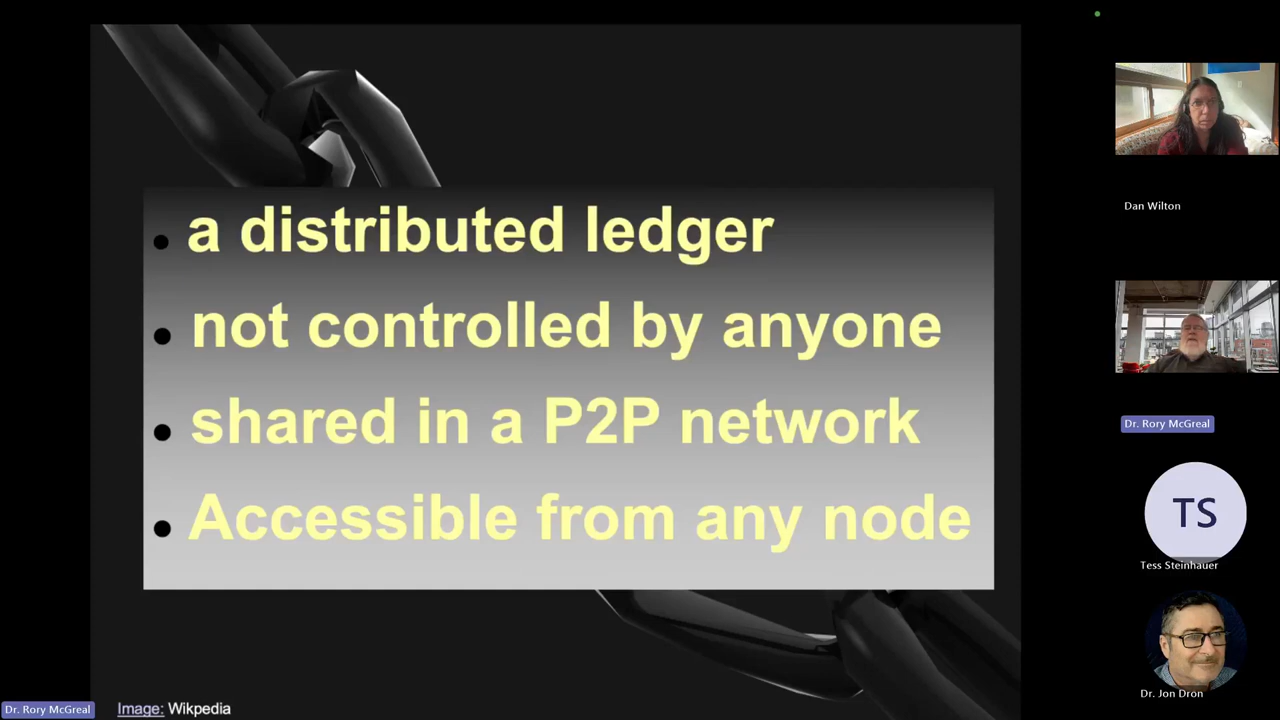 • a distributed ledger
• not controlled by anyone
• shared in a P2P network
• Accessible from any node
Image: Wikpedia
Dr. Rory McGreal
Dan Wilton
Dr. Rory McGreal
TS
Tess Steinhauer
Dr. Jon Dron